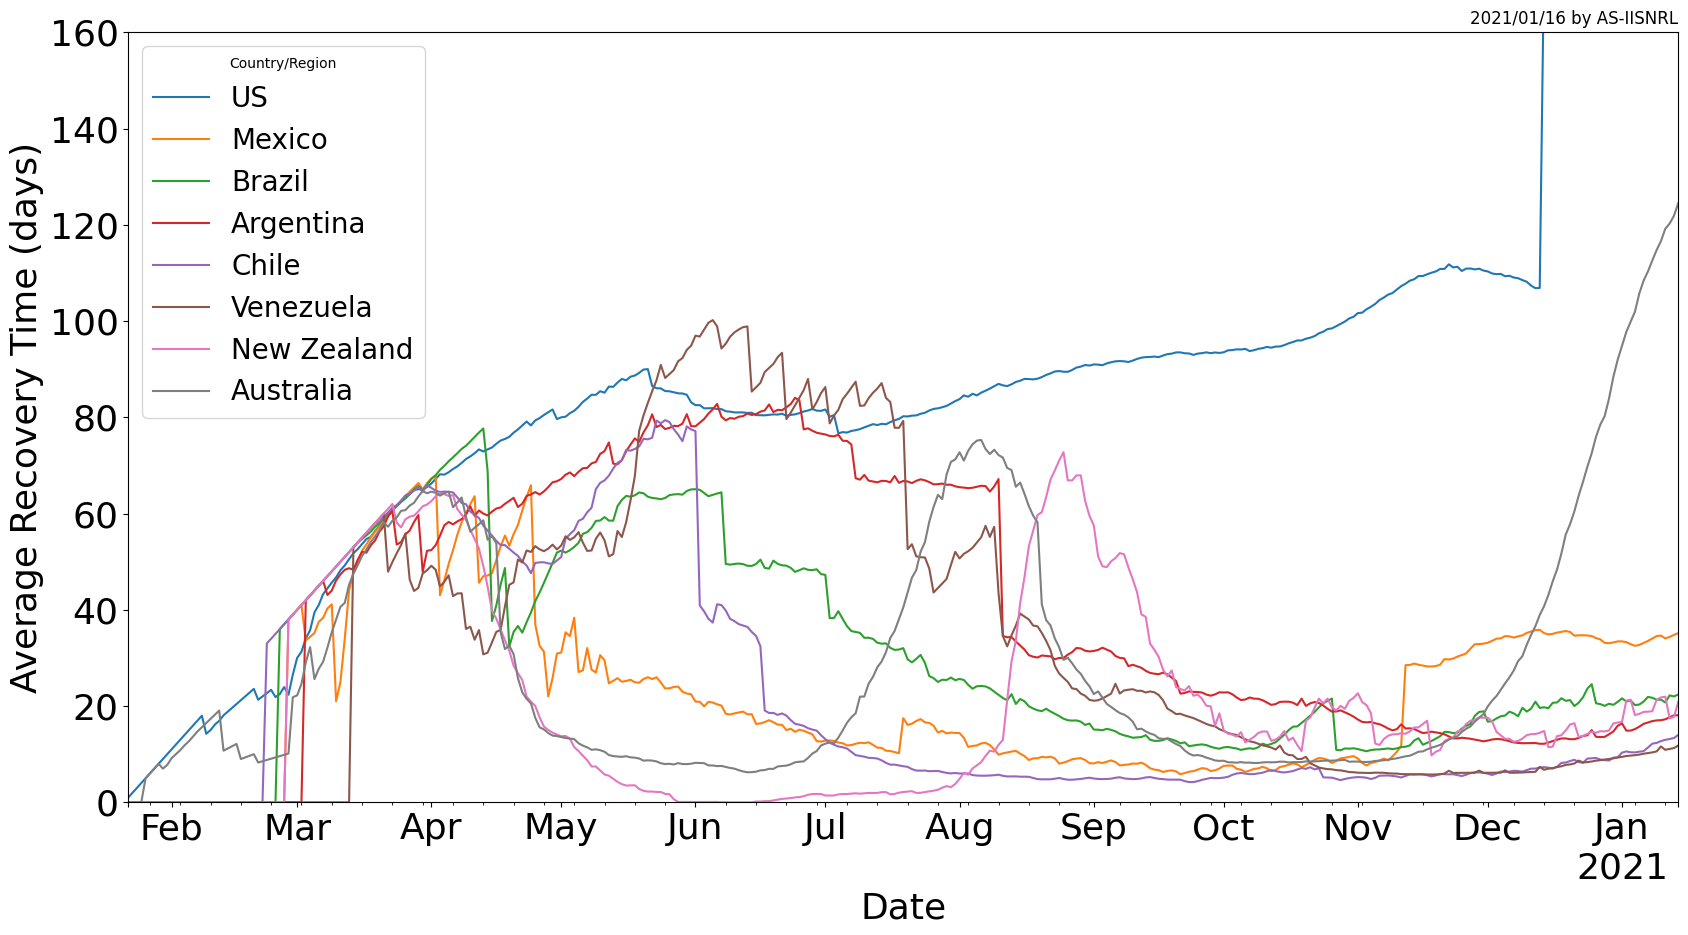 2021/01/16 by AS-IISNRL
Average Recovery Time (days)
160
140
120
100
80
60
40
20
0
Country/Region
US
Mexico
Brazil
Argentina
Chile
Venezuela
New Zealand
Australia
Feb Mar Apr May Jun Jul Aug Sep Oct Nov Dec Jan
2021
Date